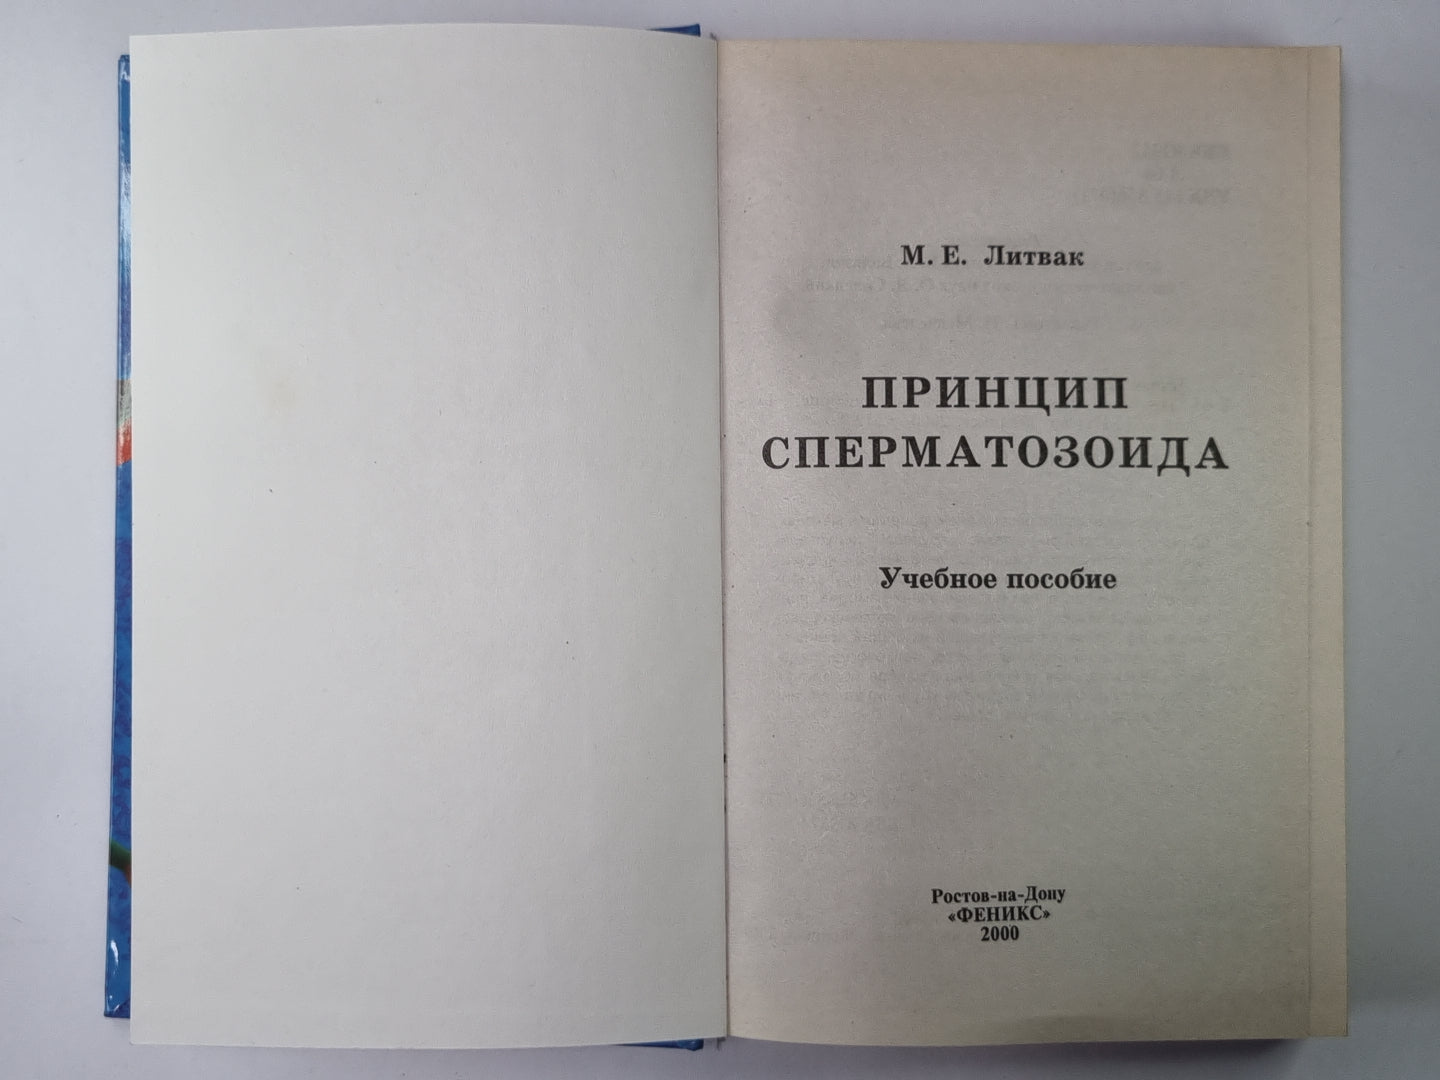 М. Е. Литвак
ПРИНЦИП
СПЕРМАТОЗОИДА
Учебное пособие
Ростов-на-Дону
«ФЕНИКС»
2000